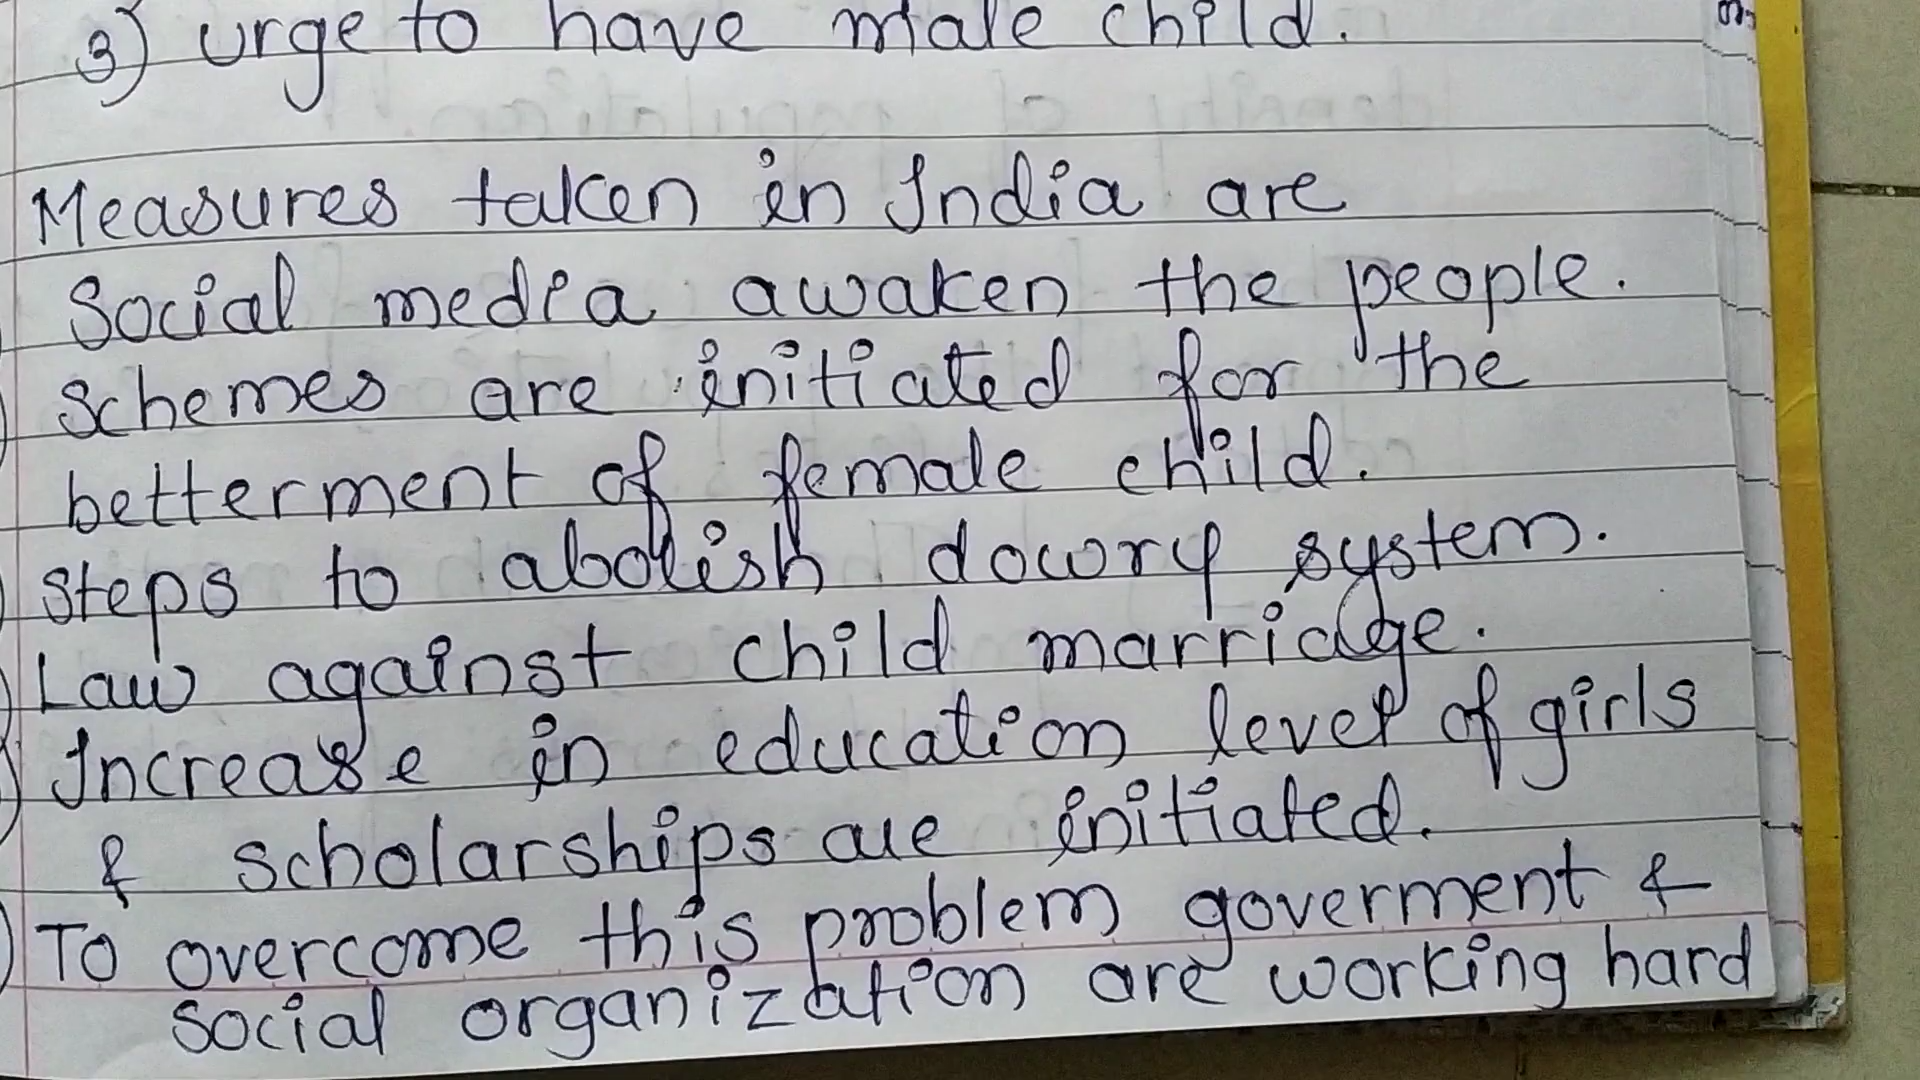 3) urge to have male child.
Measures taken in India are
Social media awaken the people.
Schemes are initiated for the
betterment of female child.
Steps to abolish dowry system.
Law against child marriage.
Increase in education level of girls
& scholarships are initiated.
To overcome this problem goverment &
social organization are working hard